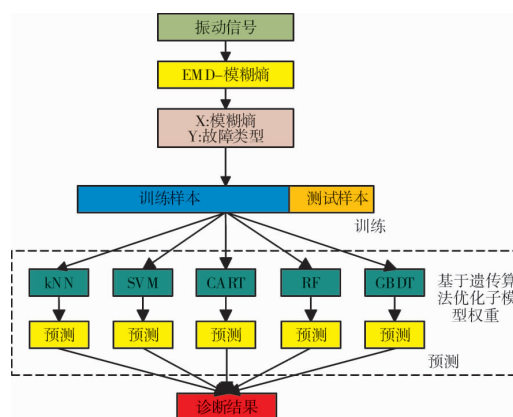 振动信号
EMD-模糊熵
X:模糊熵
Y:故障类型
训练样本
测试样本
训练
kNN
SVM
CART
RF
GBDT
基于遗传算
法优化子模
型权重
预测
预测
预测
预测
预测
预测
诊断结果